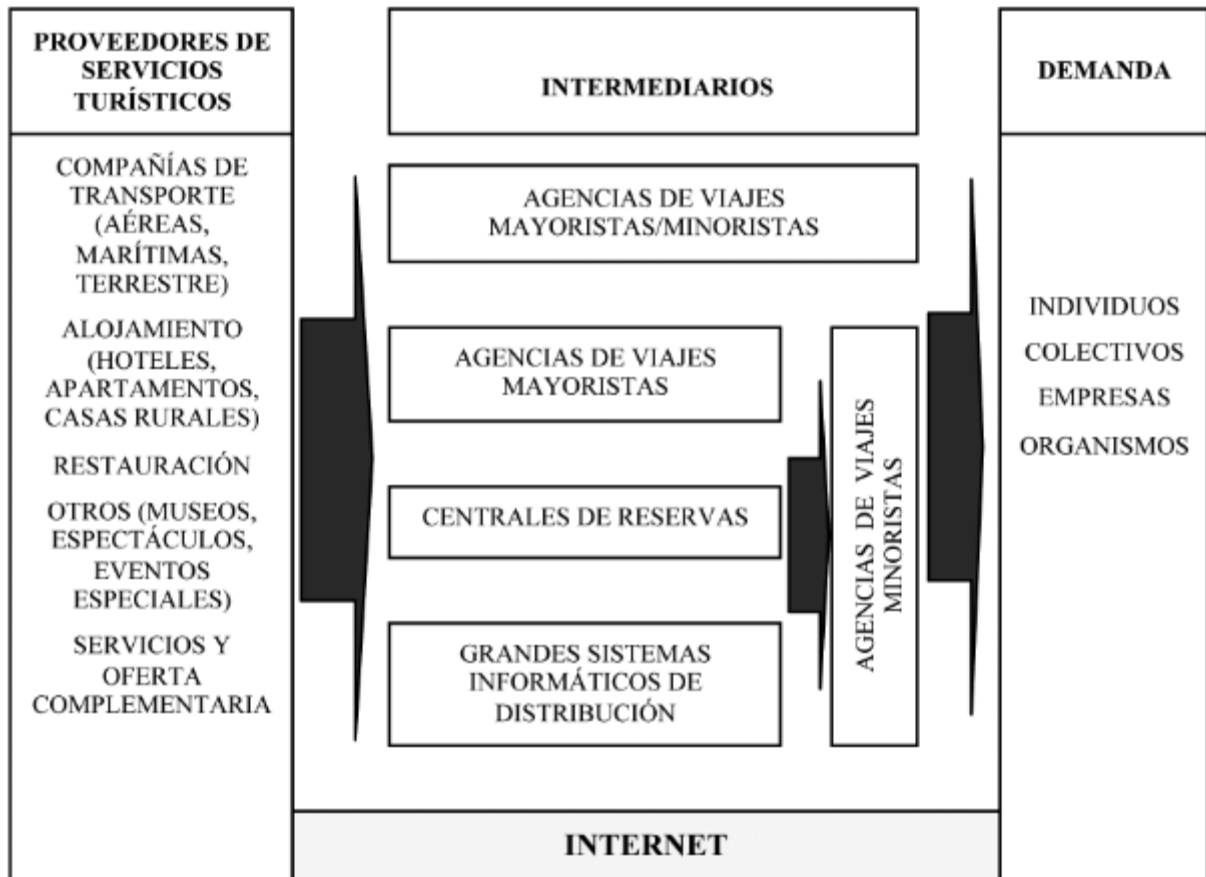 PROVEEDORES DE
SERVICIOS
TURÍSTICOS
COMPAÑÍAS DE
TRANSPORTE
(AÉREAS,
MARÍTIMAS,
TERRESTRE)
ALOJAMIENTO
(HOTELES,
APARTAMENTOS,
CASAS RURALES)
RESTAURACIÓN
OTROS (MUSEOS,
ESPECTÁCULOS,
EVENTOS
ESPECIALES)
SERVICIOS Y
OFERTA
COMPLEMENTARIA
INTERMEDIARIOS
AGENCIAS DE VIAJES
MAYORISTAS/MINORISTAS
AGENCIAS DE VIAJES
MAYORISTAS
CENTRALES DE RESERVAS
GRANDES SISTEMAS
INFORMÁTICOS DE
DISTRIBUCIÓN
AGENCIAS DE VIAJES
MINORISTAS
DEMANDA
INDIVIDUOS
COLECTIVOS
EMPRESAS
ORGANISMOS
INTERNET